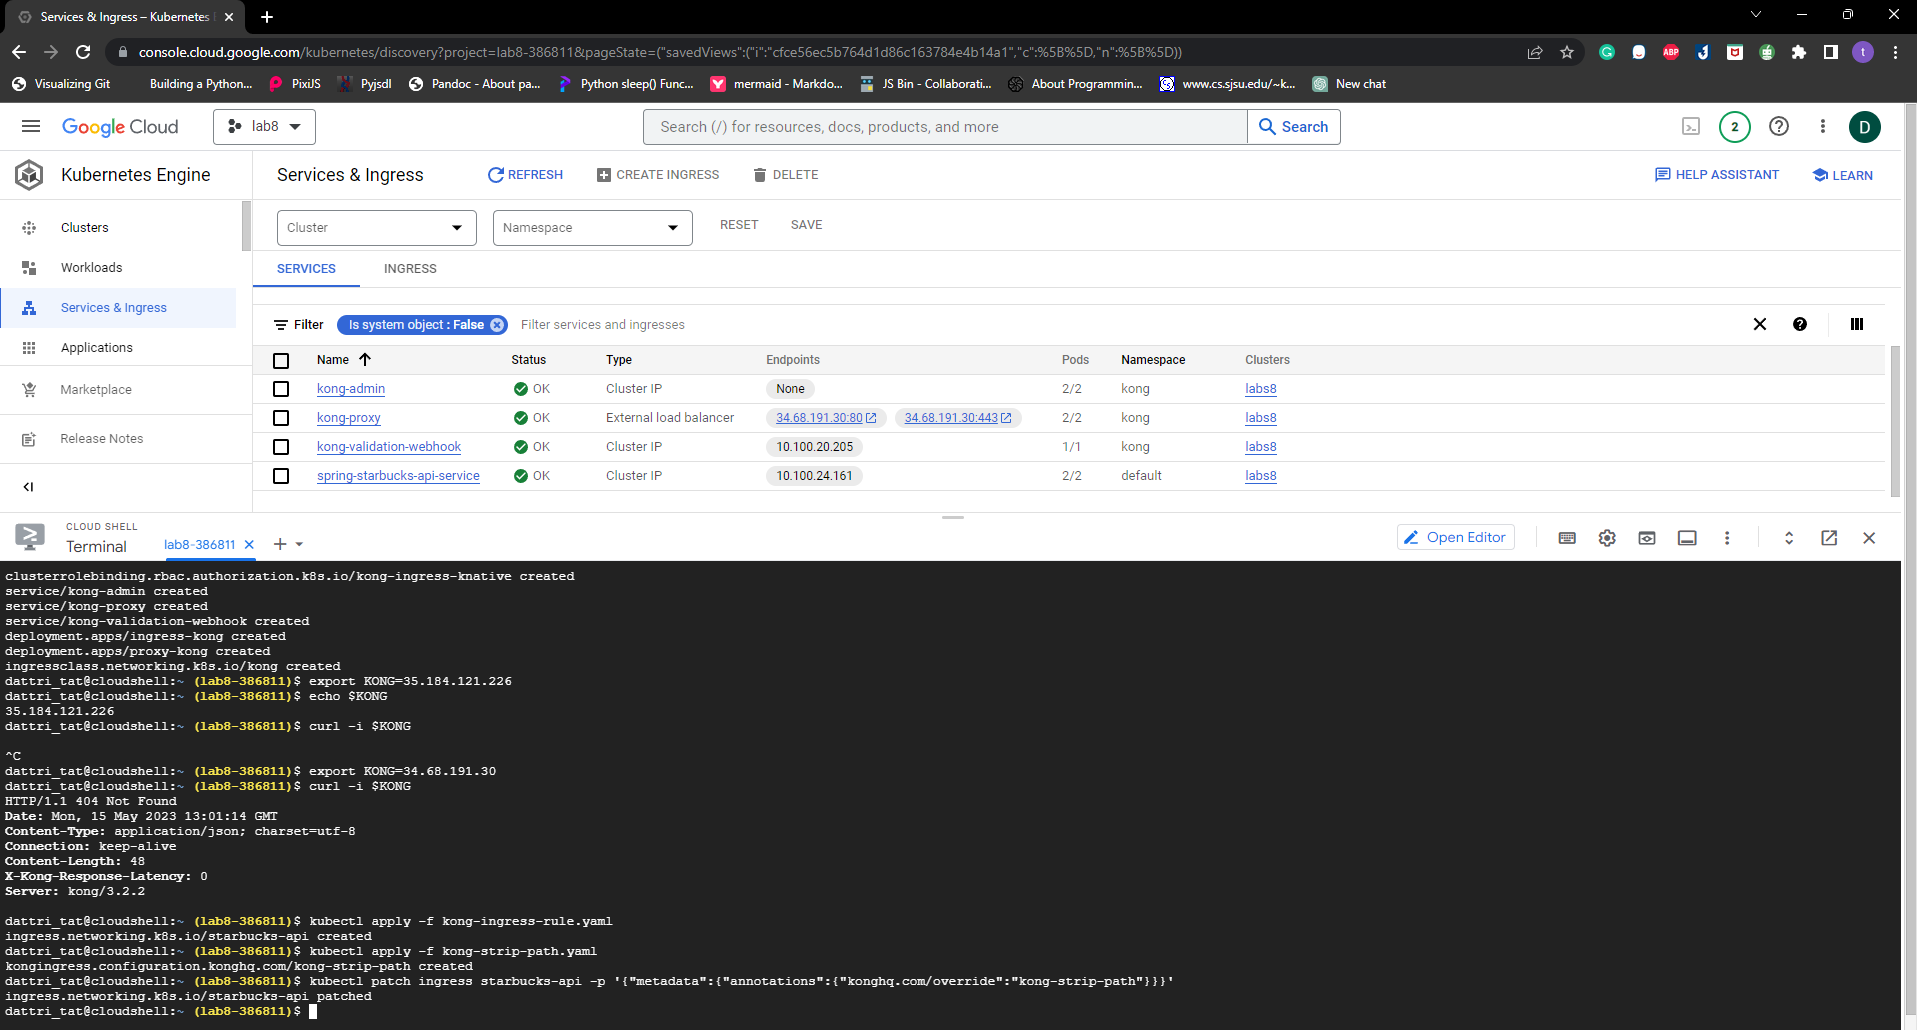 Services & Ingress – Kubernetes
console.cloud.google.com/kubernetes/discovery?project=lab8-386811&pageState=("savedViews":("i":"cfce56ec5b764d1d86c163784e4b14a1","c":%5B%5D,"n":%5B%5D))
ABP
t
Visualizing Git
Building a Python...
PixiJS
Pyjsdl
Pandoc - About pa...
Python sleep() Func...
mermaid - Markdo...
JS Bin - Collaborati...
About Programmin...
www.cs.sjsu.edu/~k...
New chat
Google Cloud
lab8
Search (/) for resources, docs, products, and more
Search
2
D
Kubernetes Engine
Services & Ingress
REFRESH
CREATE INGRESS
DELETE
HELP ASSISTANT
LEARN
Clusters
Workloads
Services & Ingress
Applications
Marketplace
Release Notes
Cluster
Namespace
RESET
SAVE
SERVICES
INGRESS
Filter
Is system object : False
Filter services and ingresses
Name Status Type Endpoints Pods Namespace Clusters
kong-admin OK Cluster IP None 2/2 kong labs8
kong-proxy OK External load balancer 34.68.191.30:80 34.68.191.30:443 2/2 kong labs8
kong-validation-webhook OK Cluster IP 10.100.20.205 1/1 kong labs8
spring-starbucks-api-service OK Cluster IP 10.100.24.161 2/2 default labs8
CLOUD SHELL
Terminal
lab8-386811
Open Editor
clusterrolebinding.rbac.authorization.k8s.io/kong-ingress-knative created
service/kong-admin created
service/kong-proxy created
service/kong-validation-webhook created
deployment.apps/ingress-kong created
deployment.apps/proxy-kong created
ingressclass.networking.k8s.io/kong created
dattri_tat@cloudshell:~ (lab8-386811)$ export KONG=35.184.121.226
dattri_tat@cloudshell:~ (lab8-386811)$ echo $KONG
35.184.121.226
dattri_tat@cloudshell:~ (lab8-386811)$ curl -i $KONG
^C
dattri_tat@cloudshell:~ (lab8-386811)$ export KONG=34.68.191.30
dattri_tat@cloudshell:~ (lab8-386811)$ curl -i $KONG
HTTP/1.1 404 Not Found
Date: Mon, 15 May 2023 13:01:14 GMT
Content-Type: application/json; charset=utf-8
Connection: keep-alive
Content-Length: 48
X-Kong-Response-Latency: 0
Server: kong/3.2.2
dattri_tat@cloudshell:~ (lab8-386811)$ kubectl apply -f kong-ingress-rule.yaml
ingress.networking.k8s.io/starbucks-api created
dattri_tat@cloudshell:~ (lab8-386811)$ kubectl apply -f kong-strip-path.yaml
kongingress.configuration.konghq.com/kong-strip-path created
dattri_tat@cloudshell:~ (lab8-386811)$ kubectl patch ingress starbucks-api -p '{"metadata":{"annotations":{"konghq.com/override":"kong-strip-path"}}}'
ingress.networking.k8s.io/starbucks-api patched
dattri_tat@cloudshell:~ (lab8-386811)$